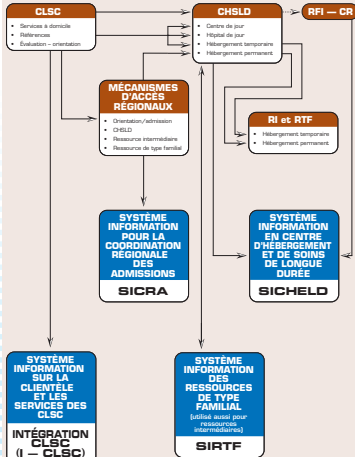 CLSC
• Services à domicile
• Références
• Évaluation – orientation
CHSLD
• Centre de jour
• Hôpital de jour
• Hébergement temporaire
• Hébergement permanent
RFI — CR
MÉCANISMES
D'ACCÈS
RÉGIONAUX
• Orientation/admission
• CHSLD
• Ressource intermédiaire
• Ressource de type familial
RI et RTF
• Hébergement temporaire
• Hébergement permanent
SYSTÈME
INFORMATION
POUR LA
COORDINATION
RÉGIONALE
DES
ADMISSIONS
SICRA
SYSTÈME
INFORMATION
EN CENTRE
D'HÉBERGEMENT
ET DE SOINS
DE LONGUE
DURÉE
SICHELD
SYSTÈME
INFORMATION
SUR LA
CLIENTÈLE
ET LES
SERVICES DES
CLSC
INTÉGRATION
CLSC
(I — CLSC)
SYSTÈME
INFORMATION
DES
RESSOURCES
DE TYPE
FAMILIAL
(utilisé aussi pour
ressources
intermédiaires)
SIRTF